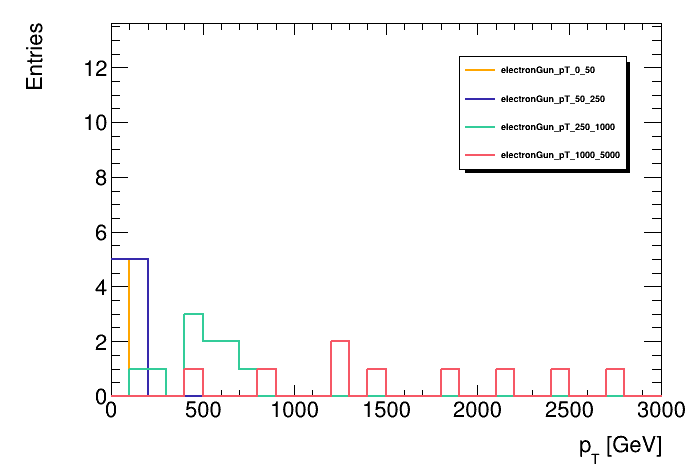 Entries
12
10
8
6
4
2
0
electronGun_pT_0_50
electronGun_pT_50_250
electronGun_pT_250_1000
electronGun_pT_1000_5000
0 500 1000 1500 2000 2500 3000
p_T [GeV]